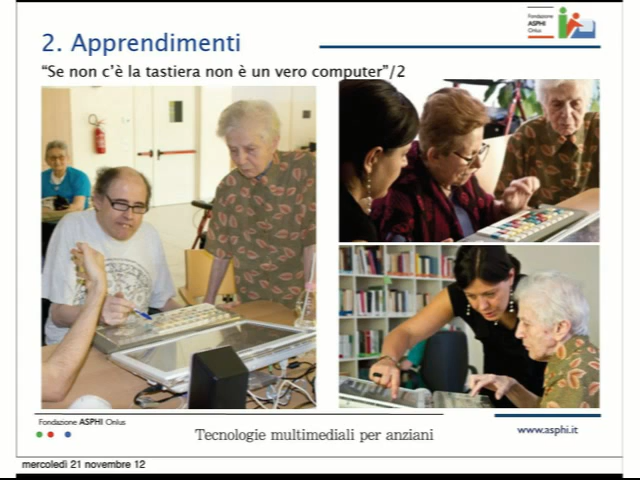 Fondazione
ASPHI
Onlus
2. Apprendimenti
“Se non c’è la tastiera non è un vero computer”/2
Fondazione ASPHI Onlus
Tecnologie multimediali per anziani
www.asphi.it
mercoledì 21 novembre 12